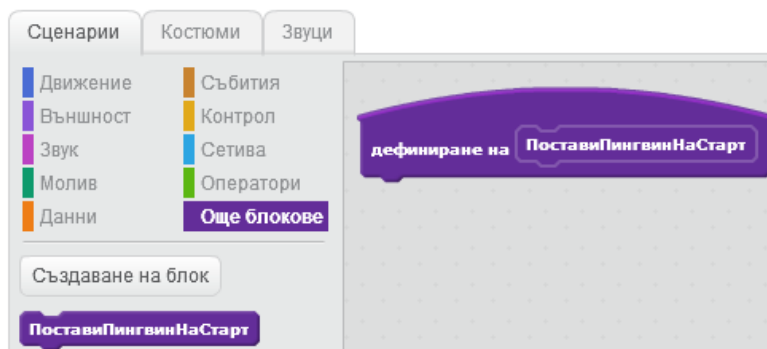 Сценарии Костюми Звуци
Движение Събития
Външност Контрол
Звук Сетива
Молив Оператори
Данни Още блокове
Създаване на блок
ПоставиПингвинНаСтарт
дефиниране на ПоставиПингвинНаСтарт